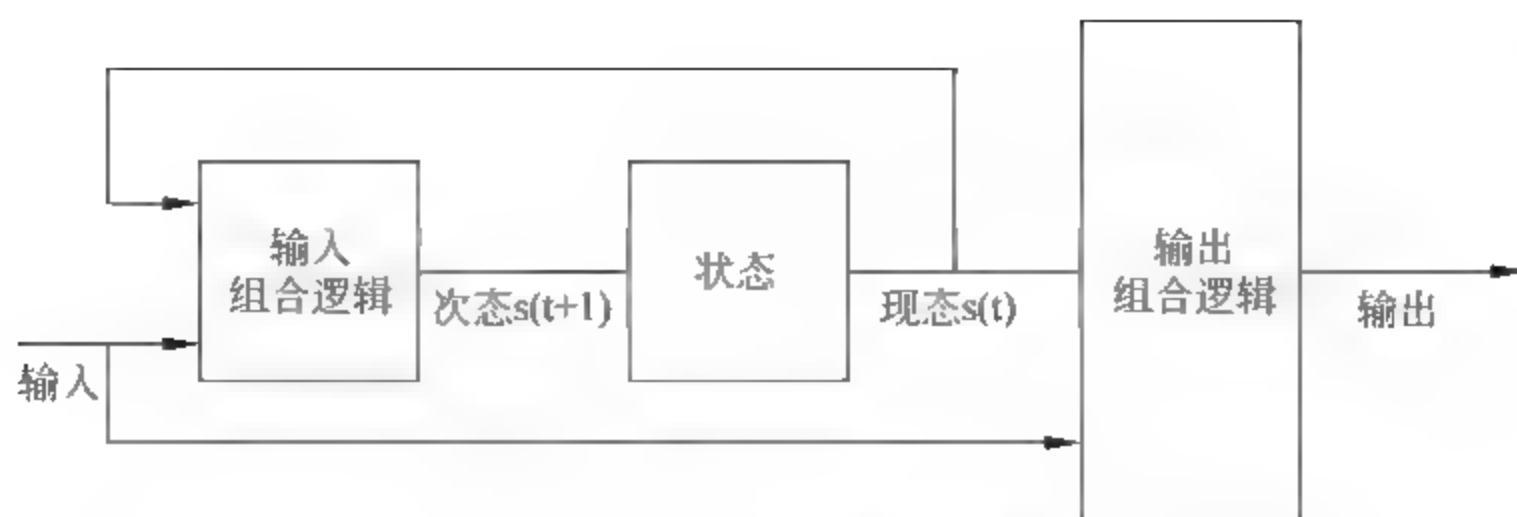 输入
组合逻辑
次态s(t+1)
状态
现态s(t)
输出
组合逻辑
输出
输入